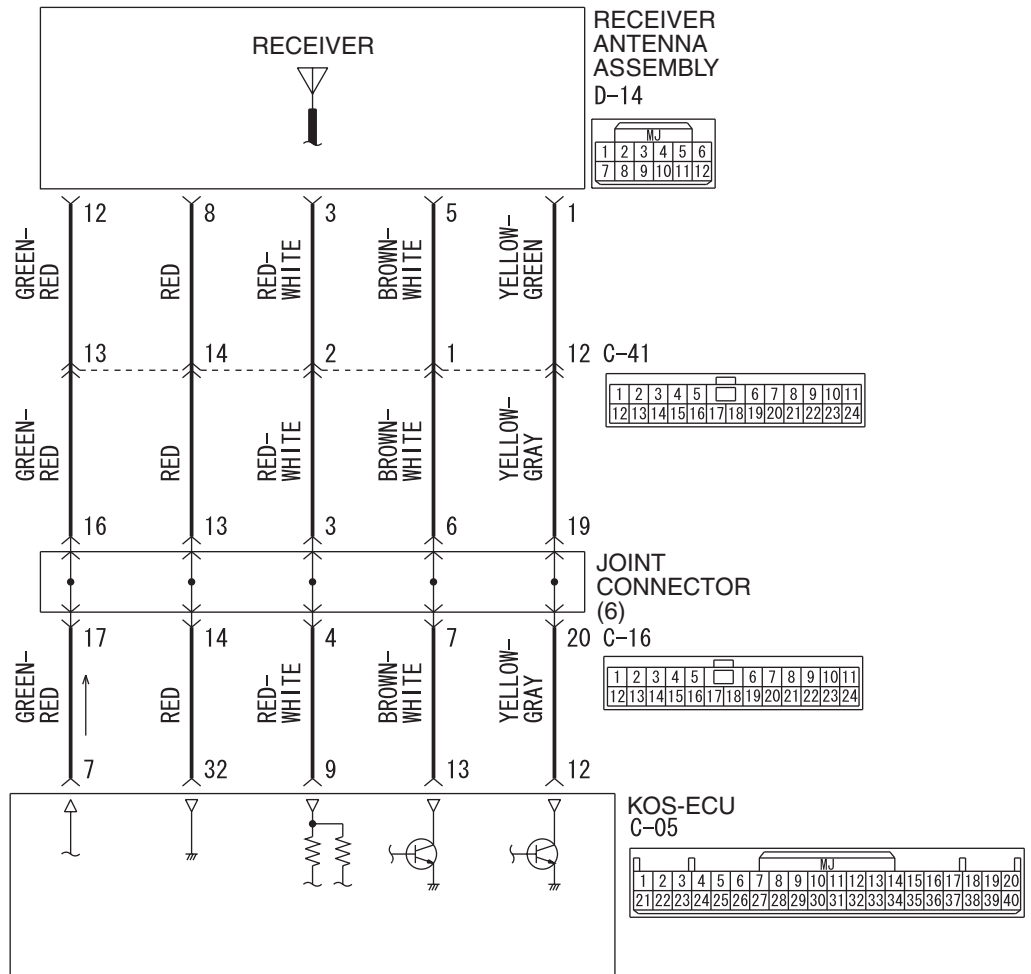 RECEIVER
RECEIVER
ANTENNA
ASSEMBLY
D-14
MJ
1 2 3 4 5 6
7 8 9 10 11 12
12 8 3 5 1
GREEN-
RED
RED
RED-
WHITE
BROWN-
WHITE
YELLOW-
GREEN
13 14 2 1 12 C-41
1 2 3 4 5 6 7 8 9 10 11
12 13 14 15 16 17 18 19 20 21 22 23 24
GREEN-
RED
RED
RED-
WHITE
BROWN-
WHITE
YELLOW-
GRAY
16 13 3 6 19
JOINT
CONNECTOR
(6)
17 14 4 7 20 C-16
1 2 3 4 5 6 7 8 9 10 11
12 13 14 15 16 17 18 19 20 21 22 23 24
GREEN-
RED
RED
RED-
WHITE
BROWN-
WHITE
YELLOW-
GRAY
7 32 9 13 12
KOS-ECU
C-05
MJ
1 2 3 4 5 6 7 8 9 10 11 12 13 14 15 16 17 18 19 20
21 22 23 24 25 26 27 28 29 30 31 32 33 34 35 36 37 38 39 40